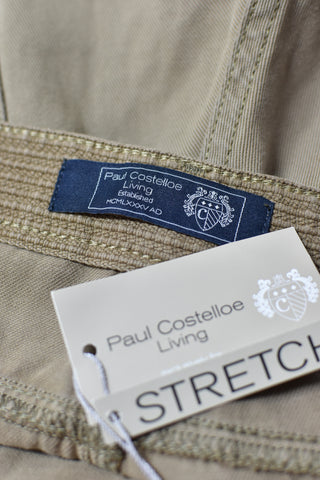 Paul Costelloe
Living
Established
MCMLXXXV AD
C
Paul Costelloe
Living
C
STRETCH